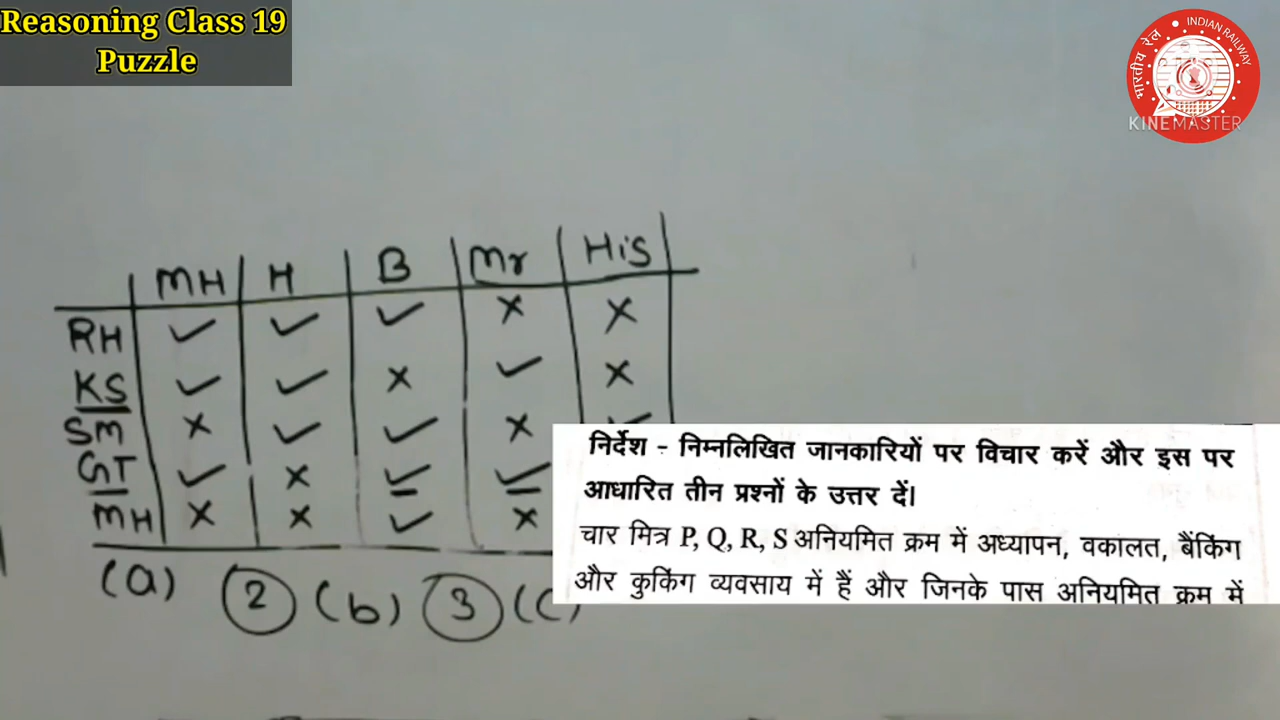 Reasoning Class 19
Puzzle
भारतीय रेल
INDIAN RAILWAY
KINEMASTER
MH H B Mr HiS
RH ✓ ✓ ✓ × ×
KS ✓ ✓ × ✓ ×
SM × ✓ ✓ × ✓
GT ✓ × ✓ ✓
MH × × ✓ ×
(a) 2 (b) 3 (c)
निर्देश - निम्नलिखित जानकारियों पर विचार करें और इस पर
आधारित तीन प्रश्नों के उत्तर दें।
चार मित्र P, Q, R, S अनियमित क्रम में अध्यापन, वकालत, बैंकिंग
और कुकिंग व्यवसाय में हैं और जिनके पास अनियमित क्रम में